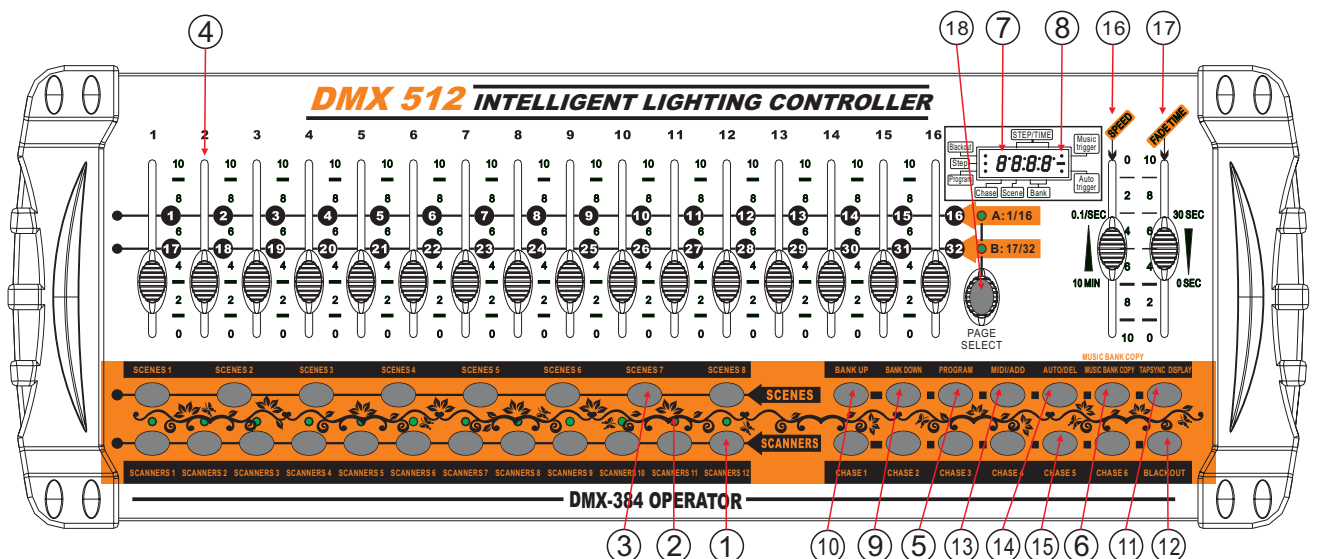 4 18 7 8 16 17
DMX 512 INTELLIGENT LIGHTING CONTROLLER
1 2 3 4 5 6 7 8 9 10 11 12 13 14 15 16
STEP/TIME
Blackout
Step
Program
Music trigger
Auto trigger
8.8.8.8-
Chase Scene Bank
SPEED
FADE TIME
10 10 10 10 10 10 10 10 10 10 10 10 10 10 10
8 8 8 8 8 8 8 8 8 8 8 8 8 8 8
1 2 3 4 5 6 7 8 9 10 11 12 13 14 15 16
A: 1/16
6 6 6 6 6 6 6 6 6 6 6 6 6 6 6
17 18 19 20 21 22 23 24 25 26 27 28 29 30 31 32
B: 17/32
4 4 4 4 4 4 4 4 4 4 4 4 4 4 4
2 2 2 2 2 2 2 2 2 2 2 2 2 2 2
0 0 0 0 0 0 0 0 0 0 0 0 0 0 0
PAGE
SELECT
0 10
2 8
0.1/SEC 30 SEC
4 6
6 4
10 MIN 0 SEC
8 2
10 0
MUSIC BANK COPY
SCENES 1 SCENES 2 SCENES 3 SCENES 4 SCENES 5 SCENES 6 SCENES 7 SCENES 8
BANK UP BANK DOWN PROGRAM MIDI/ADD AUTO/DEL MUSIC BANK COPY TAPSYNC DISPLAY
SCENES
SCANNERS
SCANNERS 1 SCANNERS 2 SCANNERS 3 SCANNERS 4 SCANNERS 5 SCANNERS 6 SCANNERS 7 SCANNERS 8 SCANNERS 9 SCANNERS 10 SCANNERS 11 SCANNERS 12
CHASE 1 CHASE 2 CHASE 3 CHASE 4 CHASE 5 CHASE 6 BLACKOUT
DMX-384 OPERATOR
3 2 1 10 9 5 13 14 15 6 11 12